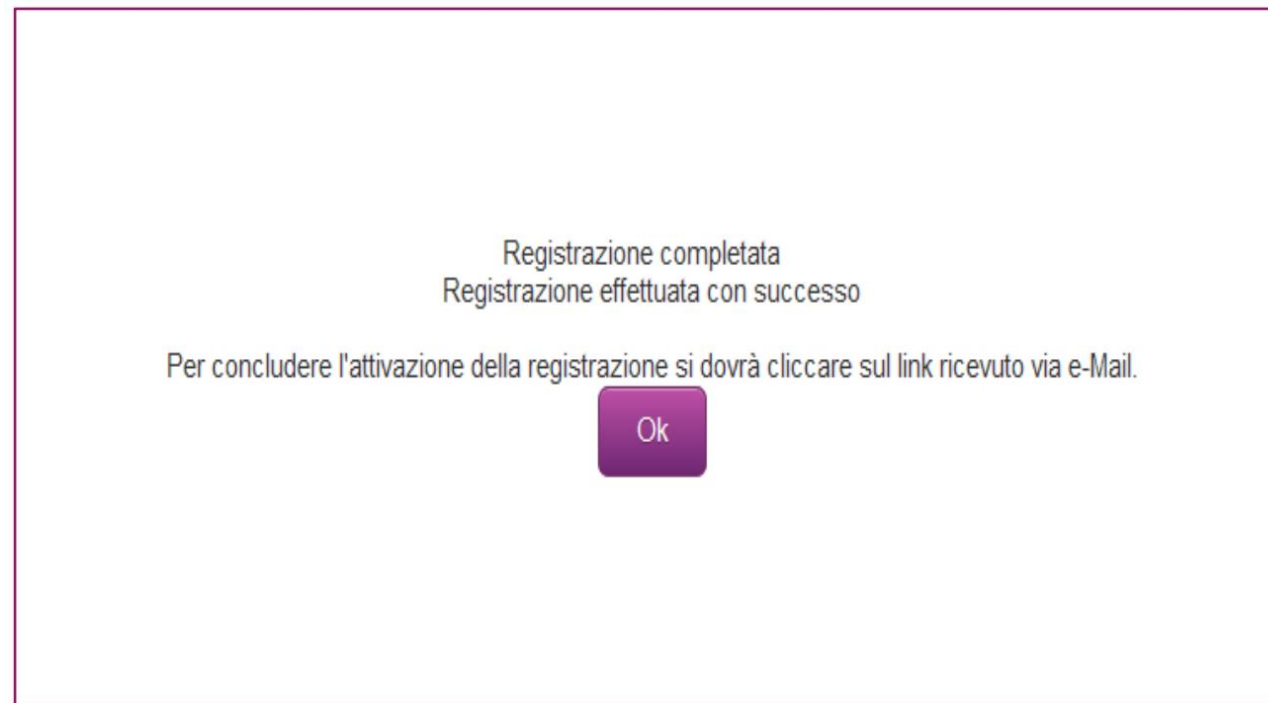 Registrazione completata
Registrazione effettuata con successo
Per concludere l'attivazione della registrazione si dovrà cliccare sul link ricevuto via e-Mail.
Ok